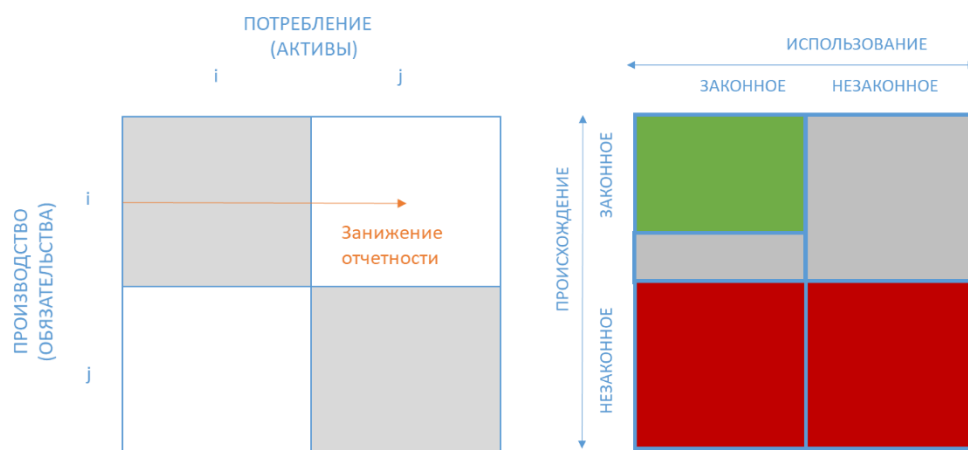 ПОТРЕБЛЕНИЕ
(АКТИВЫ)
i
j
ПРОИЗВОДСТВО
(ОБЯЗАТЕЛЬСТВА)
i
j
Занижение
отчетности
ИСПОЛЬЗОВАНИЕ
ЗАКОННОЕ
НЕЗАКОННОЕ
ПРОИСХОЖДЕНИЕ
ЗАКОННОЕ
НЕЗАКОННОЕ